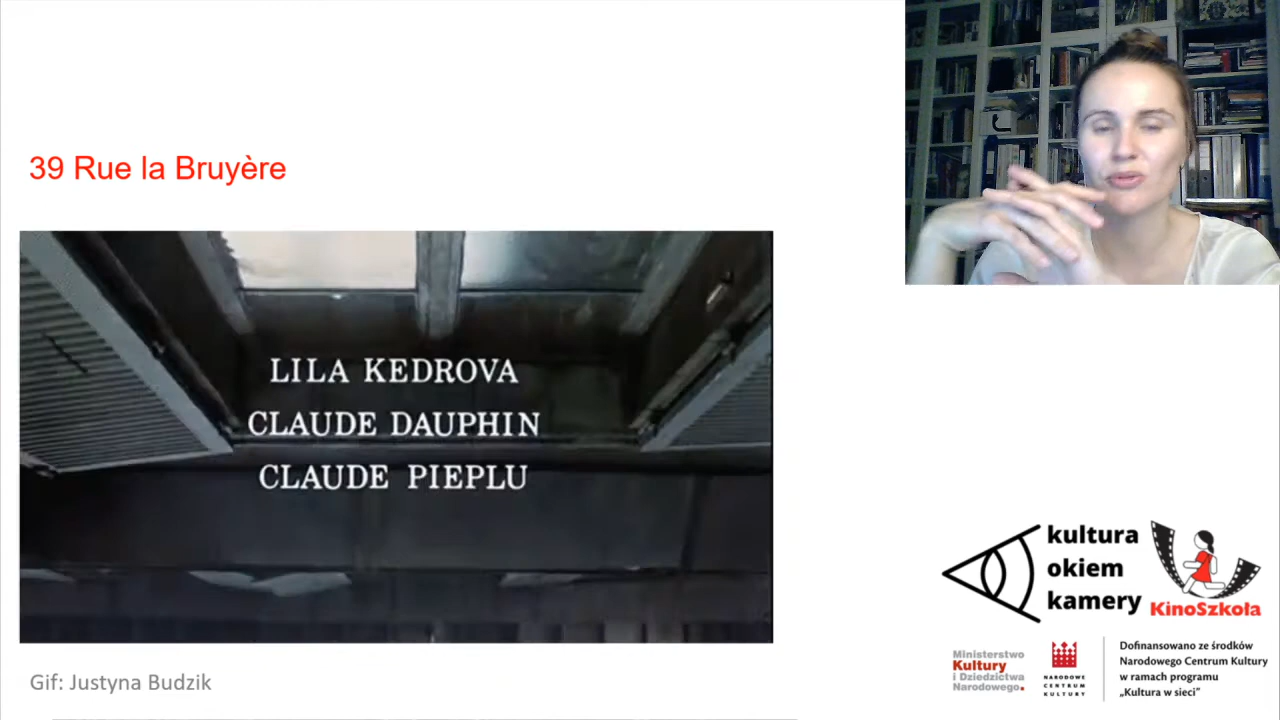 39 Rue la Bruyère
LILA KEDROVA
CLAUDE DAUPHIN
CLAUDE PIEPLU
Gif: Justyna Budzik
kultura
okiem
kamery
KinoSzkoła
Ministerstwo
Kultury
i Dziedzictwa
Narodowego.
NARODOWE
CENTRUM
KULTURY
Dofinansowano ze środków
Narodowego Centrum Kultury
w ramach programu
„Kultura w sieci”